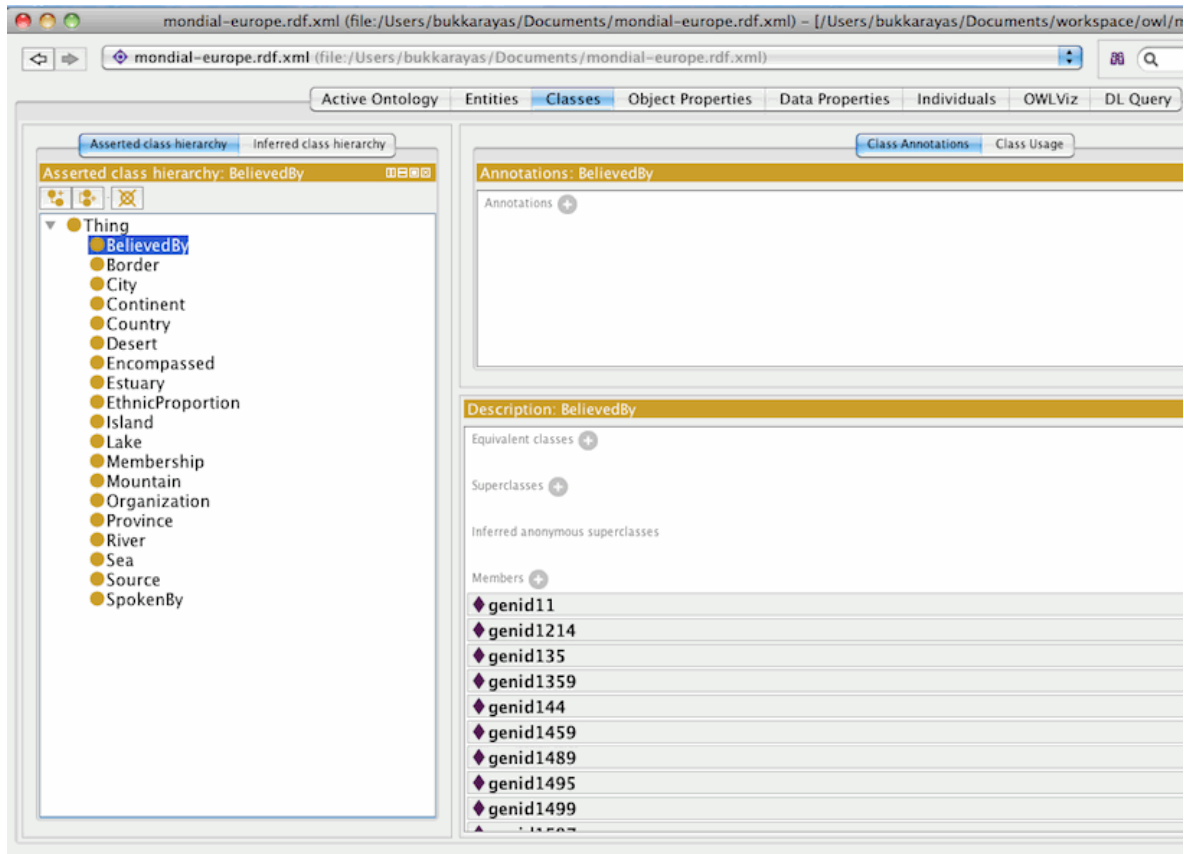 mondial-europe.rdf.xml (file:/Users/bukkarayas/Documents/mondial-europe.rdf.xml) – [/Users/bukkarayas/Documents/workspace/owl/m
mondial-europe.rdf.xml (file:/Users/bukkarayas/Documents/mondial-europe.rdf.xml)
Active Ontology Entities Classes Object Properties Data Properties Individuals OWLViz DL Query
Asserted class hierarchy Inferred class hierarchy
Asserted class hierarchy: BelievedBy
Thing
BelievedBy
Border
City
Continent
Country
Desert
Encompassed
Estuary
EthnicProportion
Island
Lake
Membership
Mountain
Organization
Province
River
Sea
Source
SpokenBy
Class Annotations Class Usage
Annotations: BelievedBy
Annotations
Description: BelievedBy
Equivalent classes
Superclasses
Inferred anonymous superclasses
Members
genid11
genid1214
genid135
genid1359
genid144
genid1459
genid1489
genid1495
genid1499